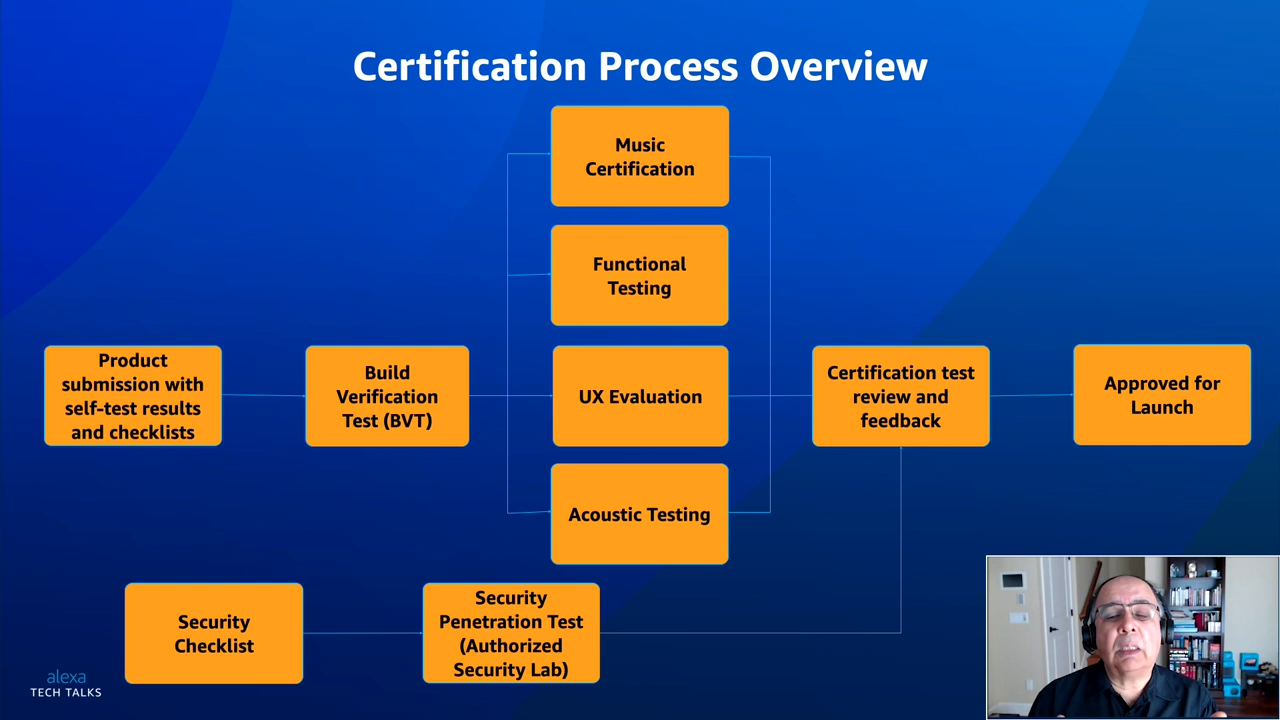 Certification Process Overview
Music
Certification
Functional
Testing
Product
submission with
self-test results
and checklists
Build
Verification
Test (BVT)
UX Evaluation
Certification test
review and
feedback
Approved for
Launch
Acoustic Testing
Security
Checklist
Security
Penetration Test
(Authorized
Security Lab)
alexa
TECH TALKS